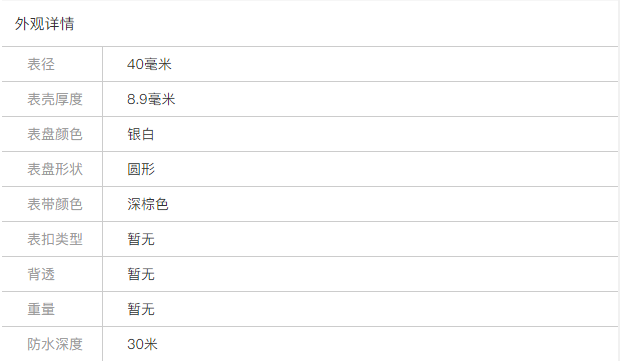 外观详情
表径 40毫米
表壳厚度 8.9毫米
表盘颜色 银白
表盘形状 圆形
表带颜色 深棕色
表扣类型 暂无
背透 暂无
重量 暂无
防水深度 30米